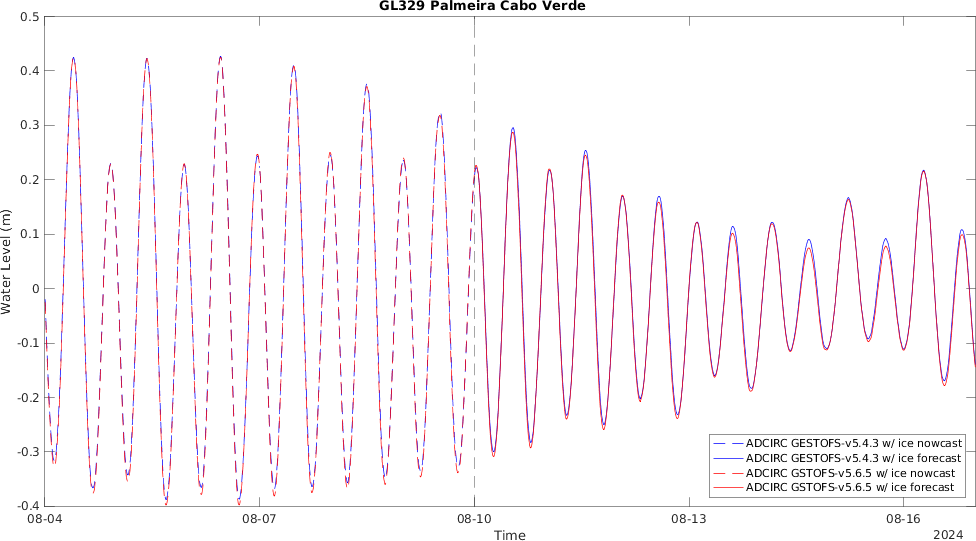 GL329 Palmeira Cabo Verde
0.5
0.4
0.3
0.2
0.1
0
-0.1
-0.2
-0.3
-0.4
Water Level (m)
ADCIRC GESTOFS-v5.4.3 w/ ice nowcast
ADCIRC GESTOFS-v5.4.3 w/ ice forecast
ADCIRC GSTOFS-v5.6.5 w/ ice nowcast
ADCIRC GSTOFS-v5.6.5 w/ ice forecast
08-04 08-07 08-10 08-13 08-16
Time
2024